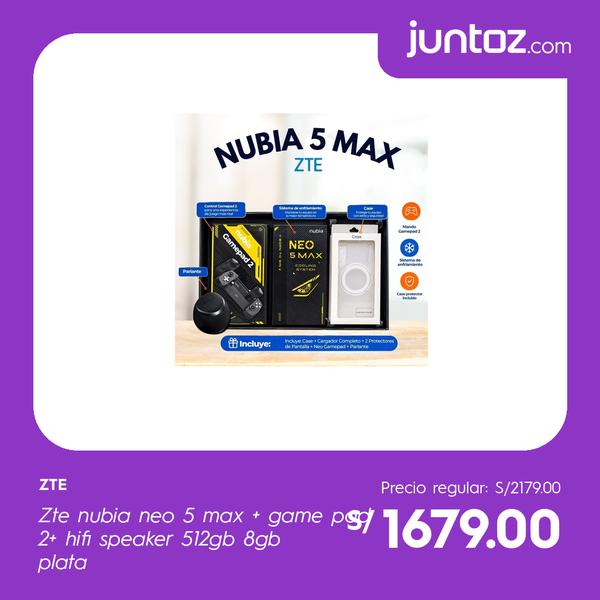 juntoz.com
NUBIA 5 MAX
ZTE
Control Gamepad 2
Sistema de enfriamiento
Case
Parlante
nubia
Gamepad 2
nubia
NEO
5 MAX
COOLING
SYSTEM
Case
Mando
Gamepad 2
Sistema de
enfriamiento
Case protector
incluido
Incluye:
Incluye: Case + Cargador Completo + 2 Protectores
de Pantalla + Neo Gamepad + Parlante
ZTE
Precio regular: S/2179.00
Zte nubia neo 5 max + game pad
2+ hifi speaker 512gb 8gb
plata
S/ 1679.00